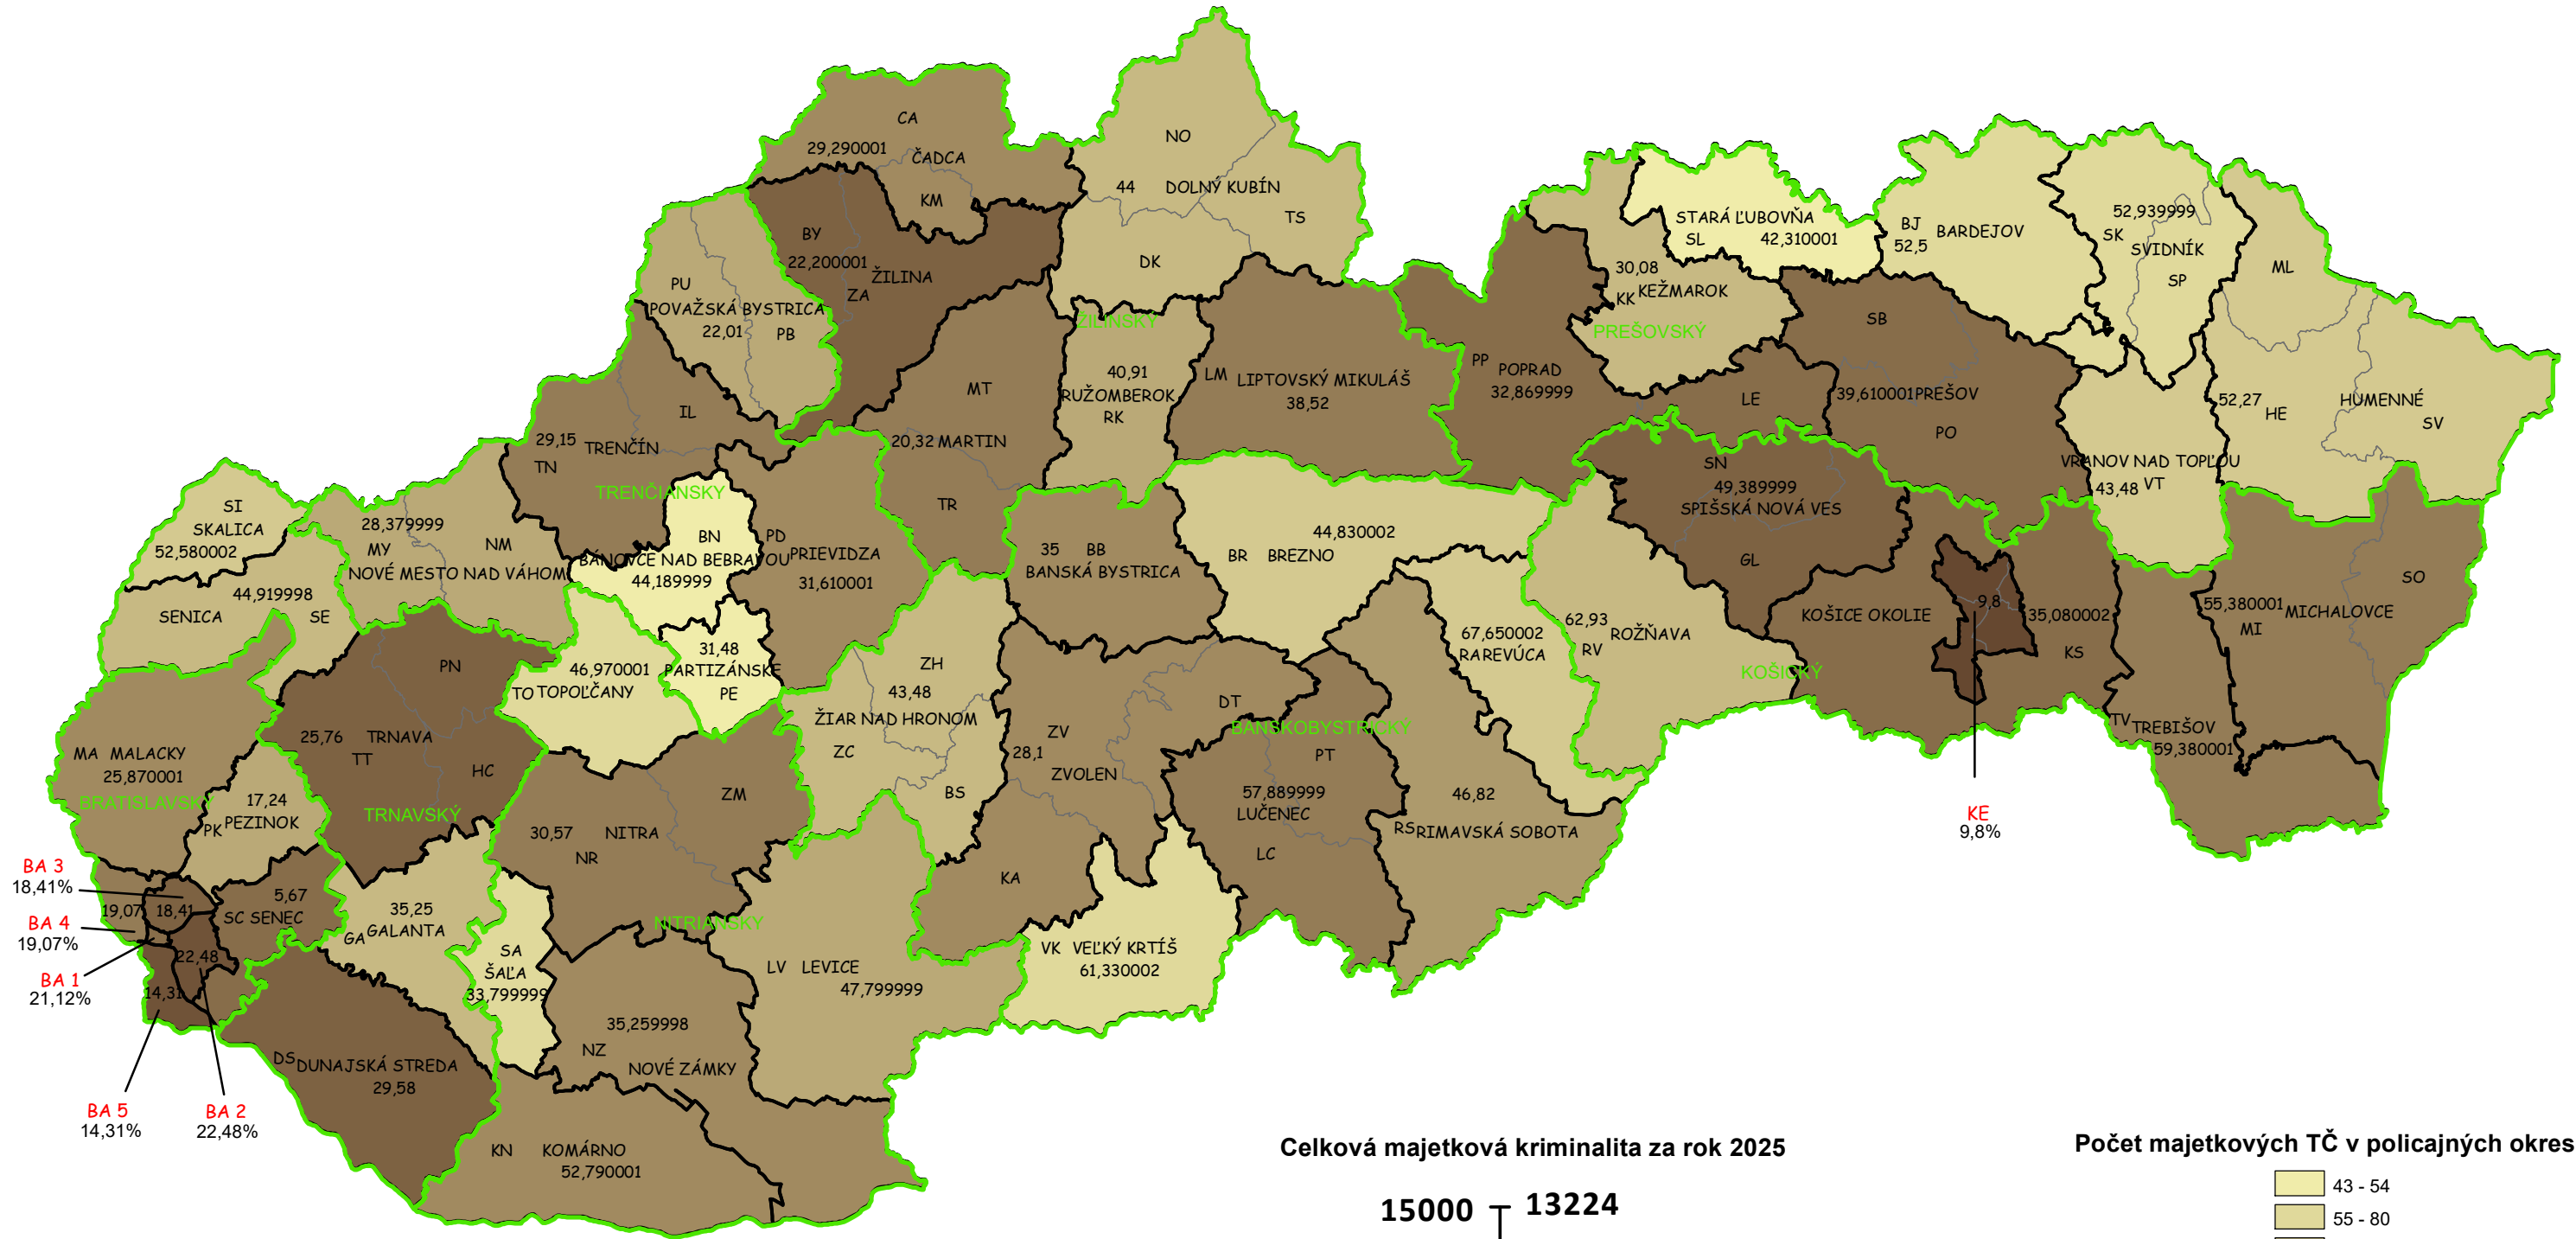 CA
29,290001
ČADCA
KM
NO
44 DOLNÝ KUBÍN
TS
DK
BY
22,200001
ŽILINA
ZA
PU
POVAŽSKÁ BYSTRICA
22,01
PB
STARÁ ĽUBOVŇA
SL 42,310001
BJ
52,5
BARDEJOV
52,939999
SK
SVIDNÍK
SP
ML
30,08
KK KEŽMAROK
PREŠOVSKÝ
ŽILINSKÝ
SB
PP
POPRAD
32,869999
LE
39,610001 PREŠOV
PO
52,27
HE
HUMENNÉ
SV
LM LIPTOVSKÝ MIKULÁŠ
38,52
40,91
RUŽOMBEROK
RK
MT
20,32 MARTIN
TR
IL
29,15
TRENČÍN
TN
TRENČIANSKY
VRANOV NAD TOPĽOU
43,48 VT
SN
49,389999
SPIŠSKÁ NOVÁ VES
GL
SI
SKALICA
52,580002
28,379999
MY
NM
NOVÉ MESTO NAD VÁHOM
BN
BÁNOVCE NAD BEBRAVOU
44,189999
PD
PRIEVIDZA
31,610001
35 BB
BANSKÁ BYSTRICA
44,830002
BR BREZNO
44,919998
SENICA
SE
9,8
KOŠICE OKOLIE
35,080002
KS
55,380001 MICHALOVCE
MI
SO
62,93
ROŽŇAVA
RV
KOŠICKÝ
67,650002
RA REVÚCA
31,48
PARTIZÁNSKE
PE
46,970001
TO TOPOĽČANY
ZH
43,48
ŽIAR NAD HRONOM
ZC
BS
PN
25,76 TRNAVA
TT
HC
TRNAVSKÝ
MA MALACKY
25,870001
BRATISLAVSKÝ
17,24
PK PEZINOK
ZV
28,1
ZVOLEN
DT
BANSKOBYSTRICKÝ
PT
57,889999
LUČENEC
LC
46,82
RS RIMAVSKÁ SOBOTA
TV TREBIŠOV
59,380001
KE
9,8%
ZM
30,57 NITRA
NR
NITRIANSKY
KA
BA 3
18,41%
BA 4
19,07%
BA 1
21,12%
19,07
18,41
5,67
SC SENEC
22,48
14,31
35,25
GA GALANTA
SA
ŠAĽA
33,799999
LV LEVICE
47,799999
VK VEĽKÝ KRTÍŠ
61,330002
35,259998
NZ
NOVÉ ZÁMKY
DS DUNAJSKÁ STREDA
29,58
BA 5
14,31%
BA 2
22,48%
KN KOMÁRNO
52,790001
Celková majetková kriminalita za rok 2025
15000 13224
Počet majetkových TČ v policajných okres
43 - 54
55 - 80